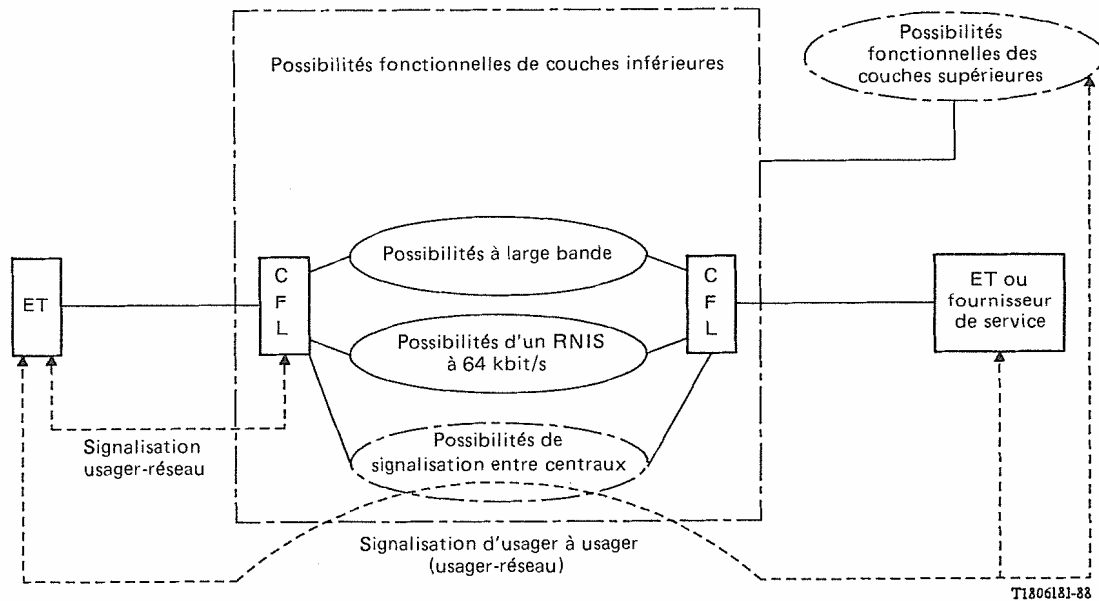 Possibilités
fonctionnelles des
couches supérieures
Possibilités fonctionnelles de couches inférieures
Possibilités à large bande
C
F
L
C
F
L
ET
ET ou
fournisseur
de service
Possibilités d'un RNIS
à 64 kbit/s
Possibilités de
signalisation entre centraux
Signalisation
usager-réseau
Signalisation d'usager à usager
(usager-réseau)
T1806181-88